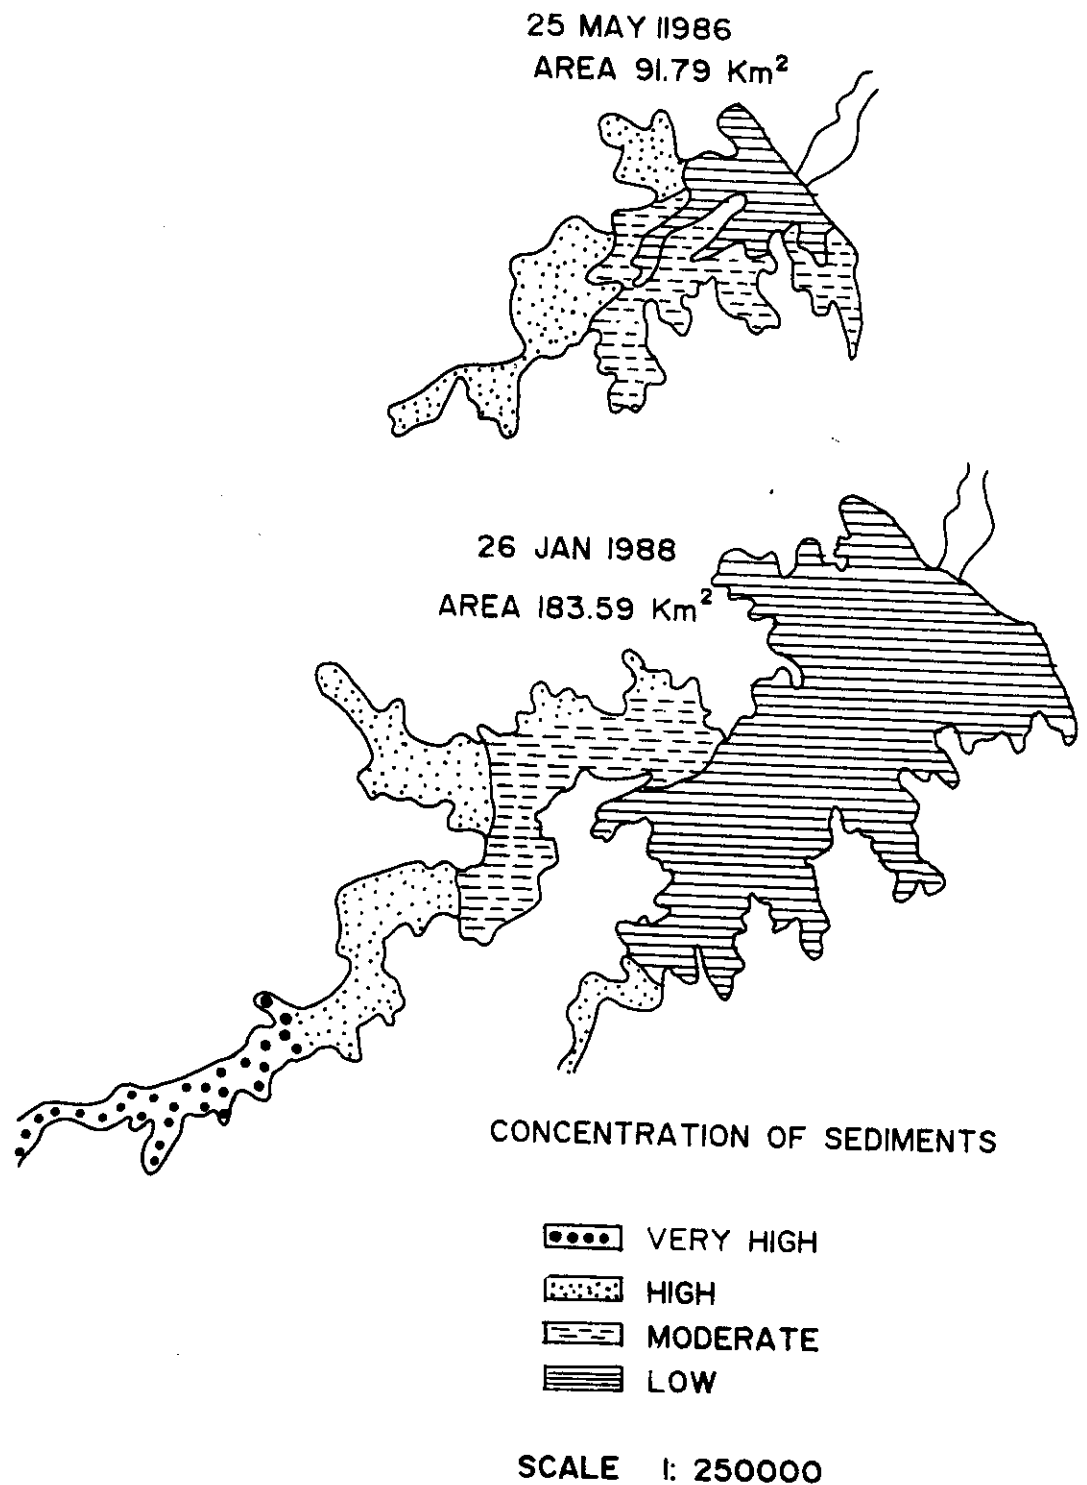 25 MAY 11986
AREA 91.79 Km²
26 JAN 1988
AREA 183.59 Km²
CONCENTRATION OF SEDIMENTS
VERY HIGH
HIGH
MODERATE
LOW
SCALE 1: 250000